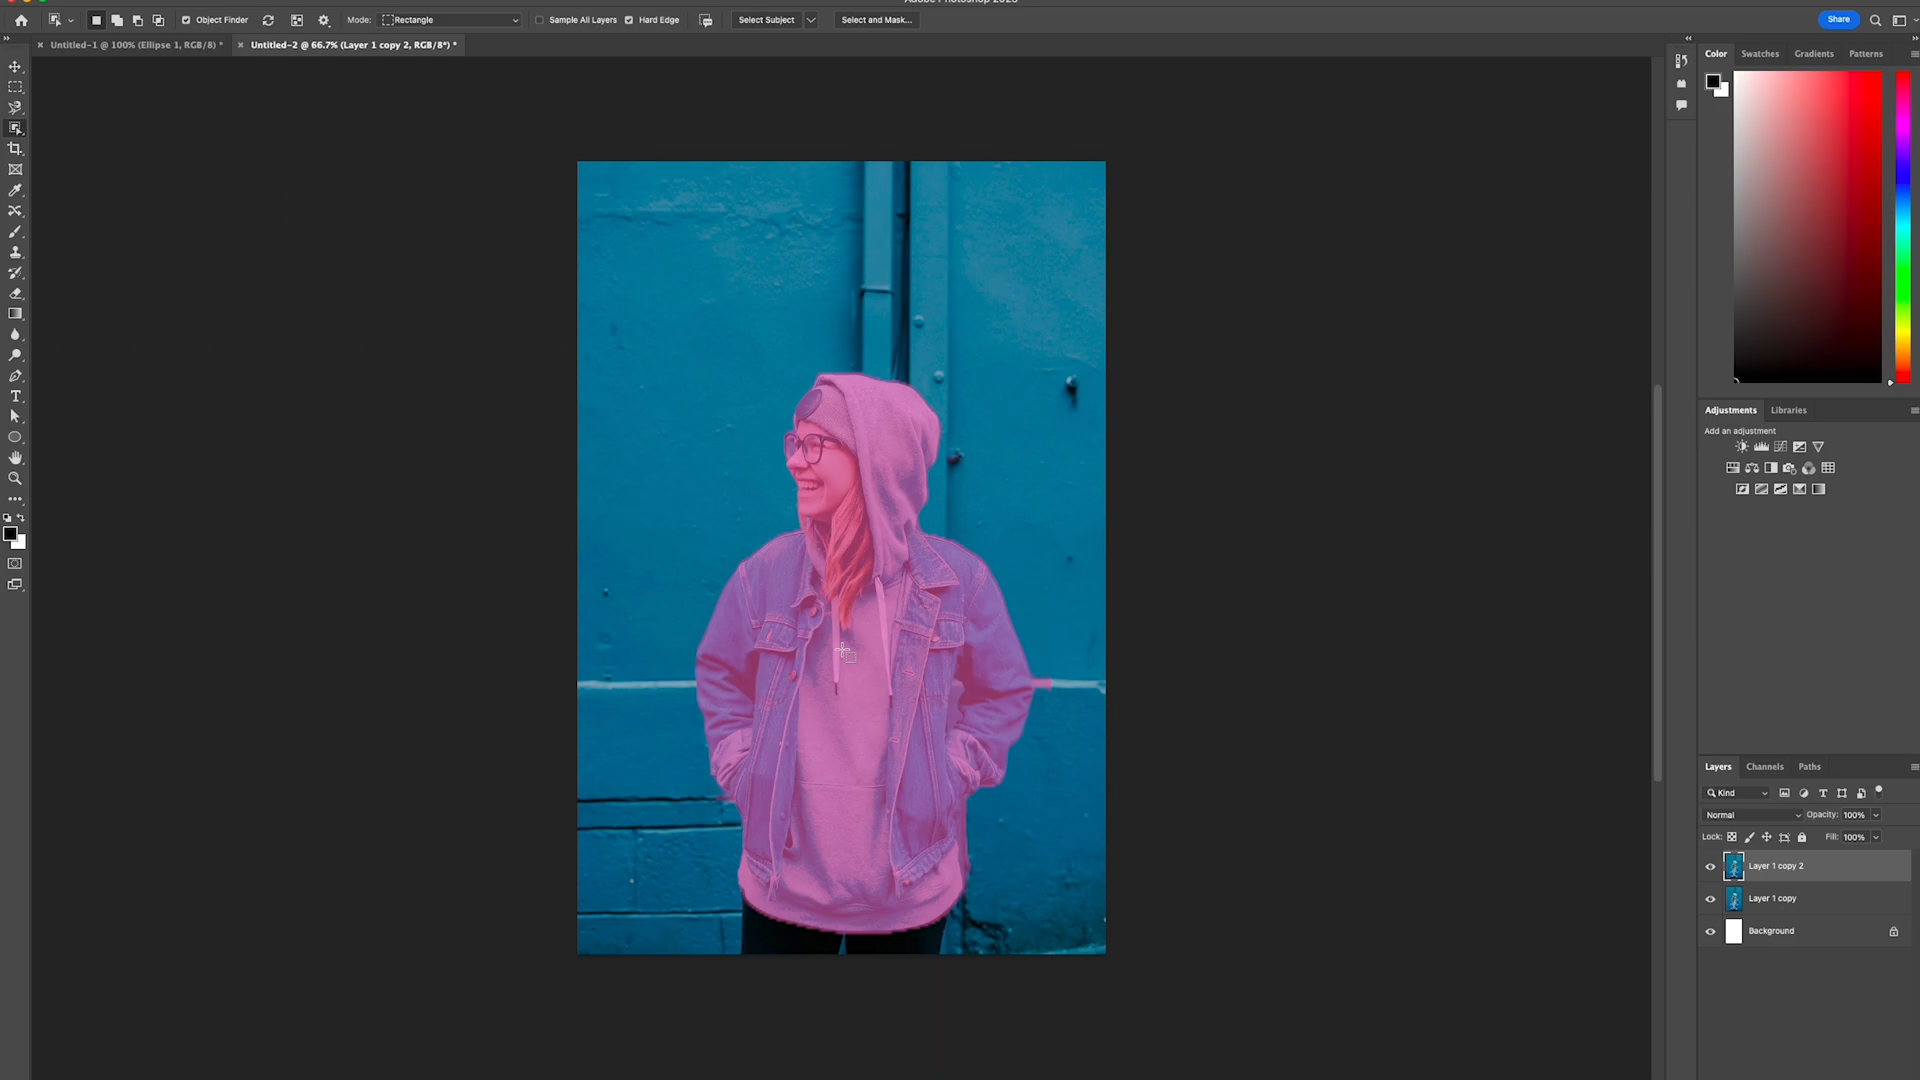 Adobe Photoshop 2023
Object Finder Mode: Rectangle Sample All Layers Hard Edge Select Subject Select and Mask... Share
Untitled-1 @ 100% (Ellipse 1, RGB/8) * Untitled-2 @ 66.7% (Layer 1 copy 2, RGB/8*) *
Color Swatches Gradients Patterns
Adjustments Libraries
Add an adjustment
Layers Channels Paths
Kind
Normal Opacity: 100%
Lock: Fill: 100%
Layer 1 copy 2
Layer 1 copy
Background